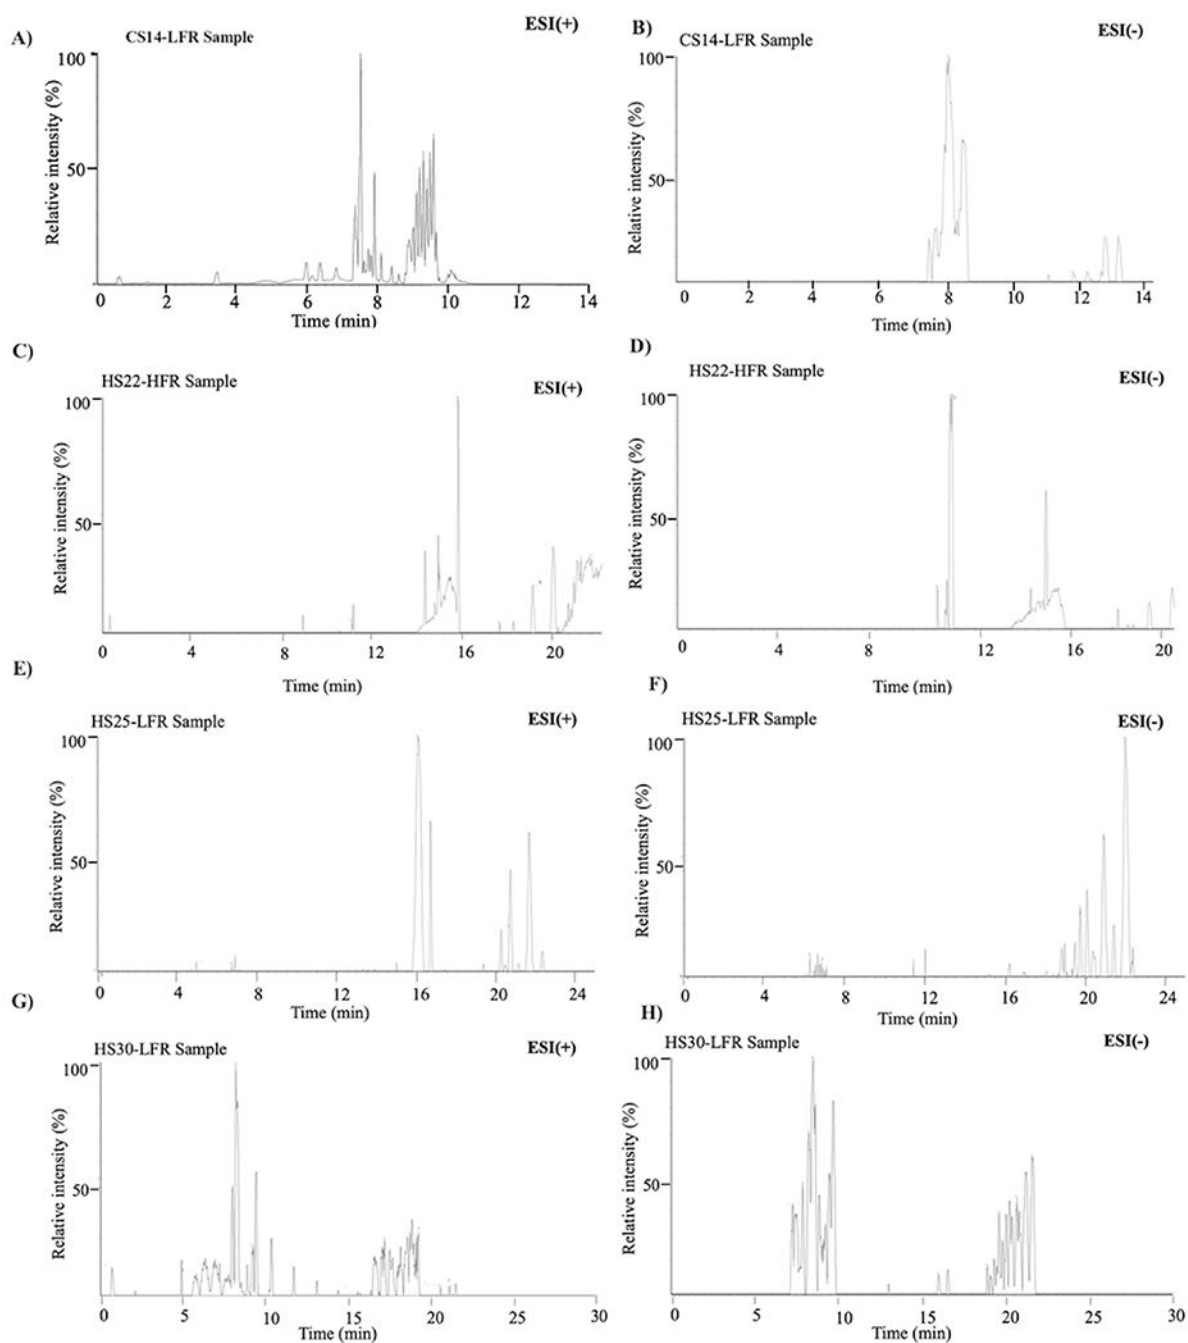 A)
CS14-LFR Sample
ESI(+)
Relative intensity (%)
100
50
0 2 4 6 8 10 12 14
Time (min)
B)
CS14-LFR Sample
ESI(-)
Relative intensity (%)
100
50
0 2 4 6 8 10 12 14
Time (min)
C)
HS22-HFR Sample
ESI(+)
Relative intensity (%)
100
50
0 4 8 12 16 20
Time (min)
D)
HS22-HFR Sample
ESI(-)
Relative intensity (%)
100
50
0 4 8 12 16 20
Time (min)
E)
HS25-LFR Sample
ESI(+)
Relative intensity (%)
100
50
0 4 8 12 16 20 24
Time (min)
F)
HS25-LFR Sample
ESI(-)
Relative intensity (%)
100
50
0 4 8 12 16 20 24
Time (min)
G)
HS30-LFR Sample
ESI(+)
Relative intensity (%)
100
50
0 5 10 15 20 30
Time (min)
H)
HS30-LFR Sample
ESI(-)
Relative intensity (%)
100
50
0 5 10 15 20 30
Time (min)